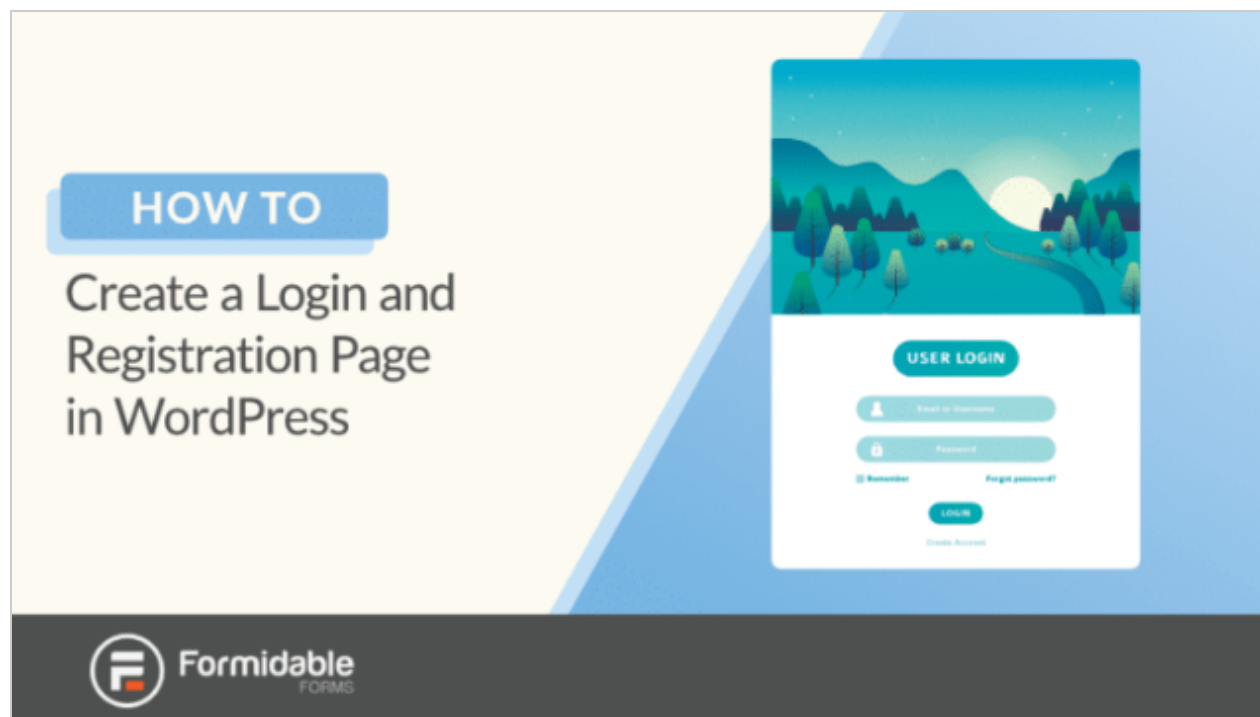 HOW TO
Create a Login and
Registration Page
in WordPress
USER LOGIN
Email or Username
Password
Remember Forgot password?
LOGIN
Create Account
Formidable
FORMS